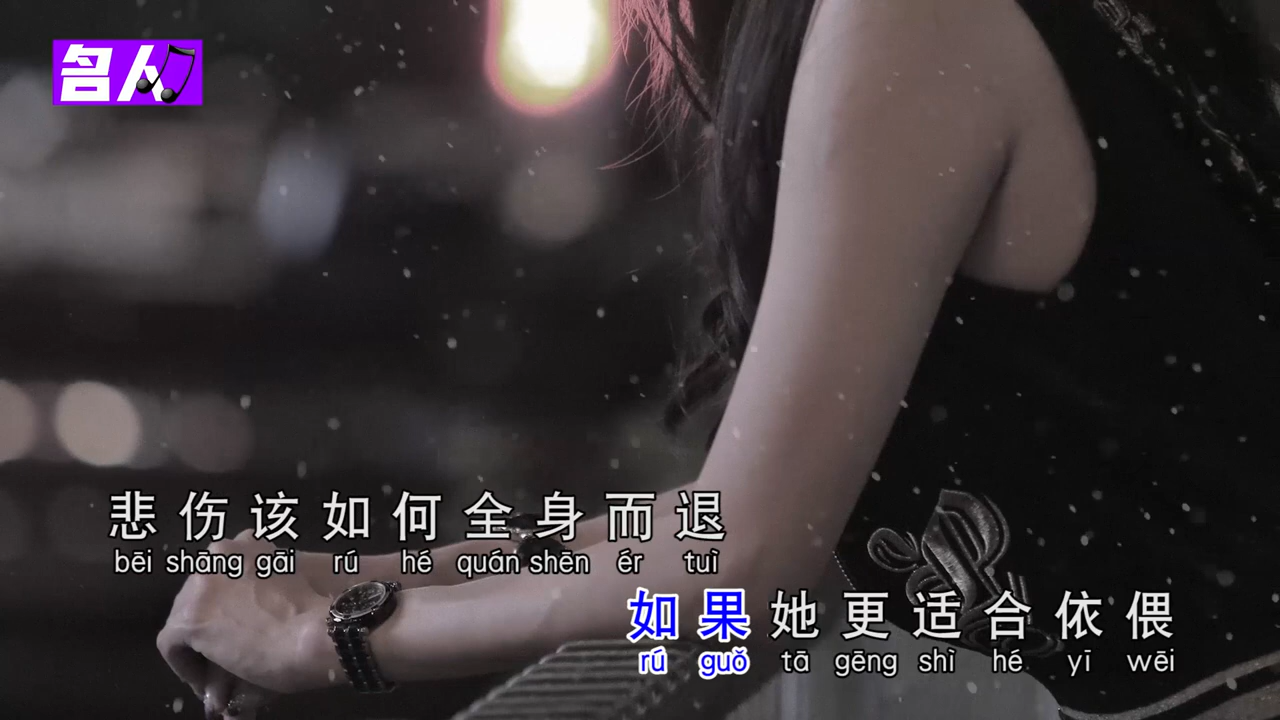 名人
悲伤该如何全身而退
bēi shāng gāi rú hé quán shēn ér tuì
如果她更适合依偎
rú guǒ tā gēng shì hé yī wēi